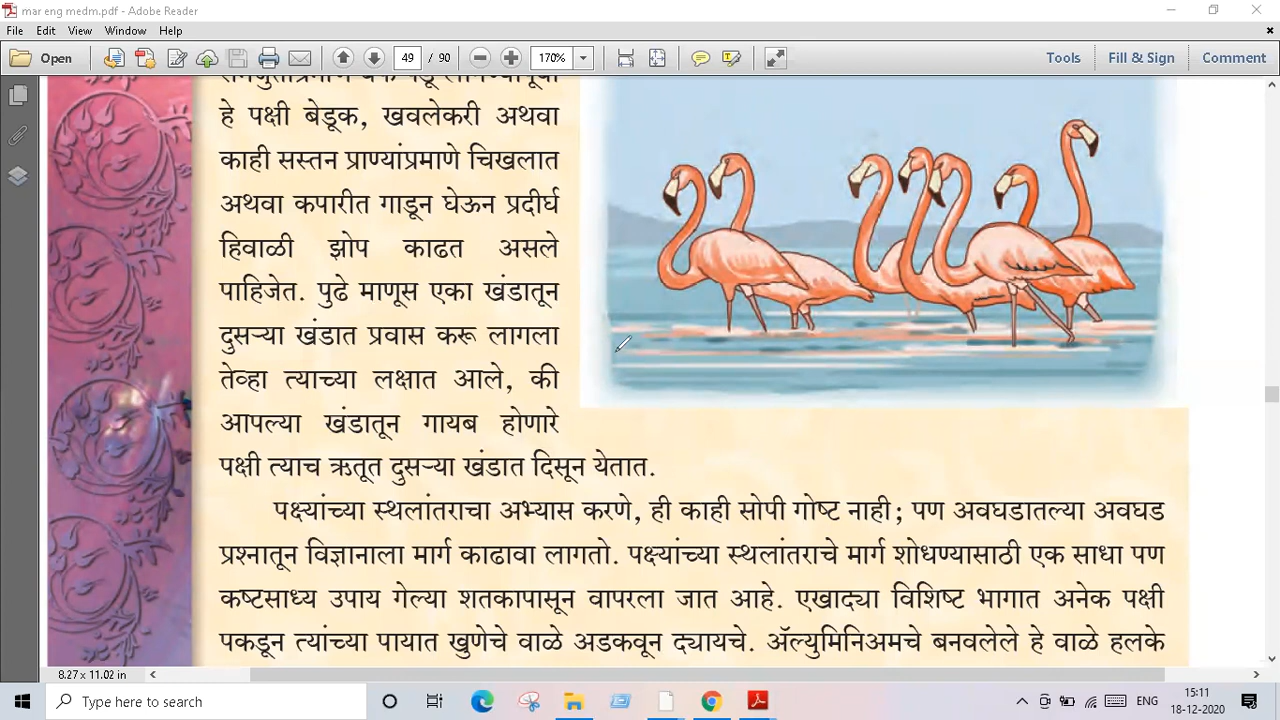 mar eng medm.pdf - Adobe Reader
File Edit View Window Help
Open 49 / 90 170% Tools Fill & Sign Comment
हे पक्षी बेडूक, खवलेकरी अथवा
काही सस्तन प्राण्यांप्रमाणे चिखलात
अथवा कपारीत गाडून घेऊन प्रदीर्घ
हिवाळी झोप काढत असले
पाहिजेत. पुढे माणूस एका खंडातून
दुसऱ्या खंडात प्रवास करू लागला
तेव्हा त्याच्या लक्षात आले, की
आपल्या खंडातून गायब होणारे
पक्षी त्याच ऋतूत दुसऱ्या खंडात दिसून येतात.
पक्ष्यांच्या स्थलांतराचा अभ्यास करणे, ही काही सोपी गोष्ट नाही; पण अवघडातल्या अवघड
प्रश्नातून विज्ञानाला मार्ग काढावा लागतो. पक्ष्यांच्या स्थलांतराचे मार्ग शोधण्यासाठी एक साधा पण
कष्टसाध्य उपाय गेल्या शतकापासून वापरला जात आहे. एखाद्या विशिष्ट भागात अनेक पक्षी
पकडून त्यांच्या पायात खुणेचे वाळे अडकवून द्यायचे. ॲल्युमिनिअमचे बनवलेले हे वाळे हलके
8.27 x 11.02 in
Type here to search
ENG
15:11
18-12-2020